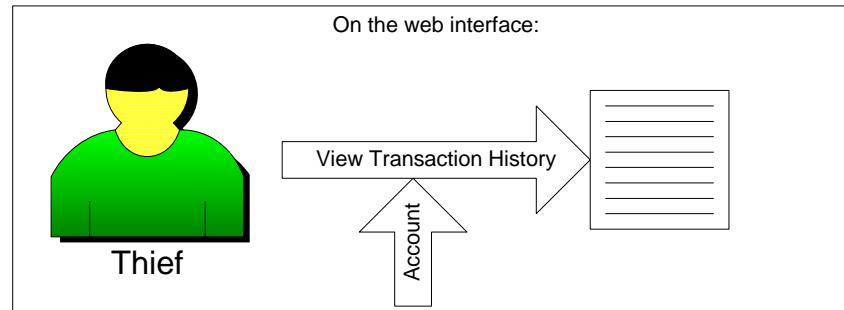 On the web interface:
View Transaction History
Account
Thief